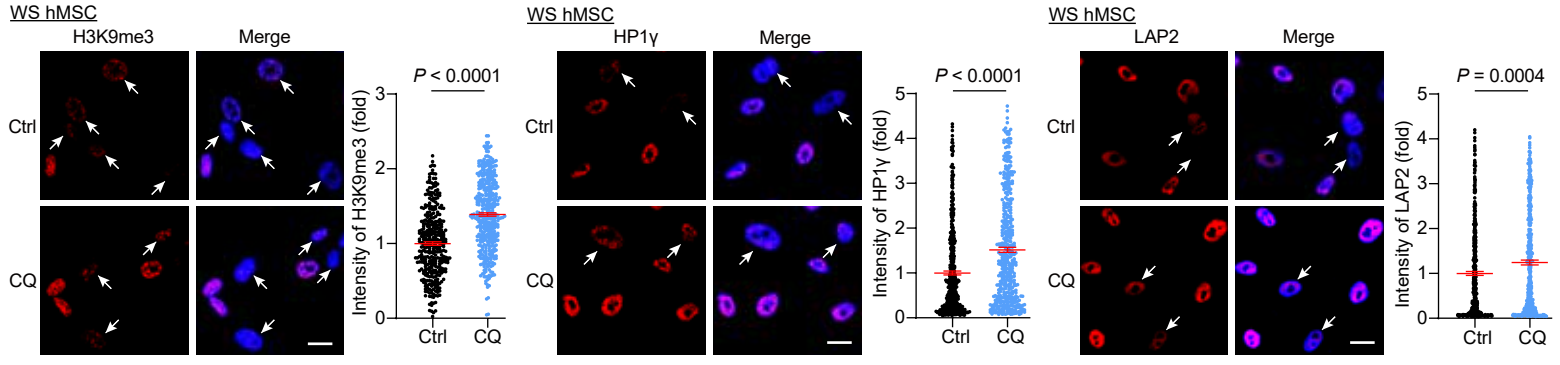 WS hMSC
H3K9me3 Merge
Ctrl
CQ
P < 0.0001
Intensity of H3K9me3 (fold)
3
2
1
0
Ctrl CQ
WS hMSC
HP1γ Merge
Ctrl
CQ
P < 0.0001
Intensity of HP1γ (fold)
5
4
3
2
1
0
Ctrl CQ
WS hMSC
LAP2 Merge
Ctrl
CQ
P = 0.0004
Intensity of LAP2 (fold)
5
4
3
2
1
0
Ctrl CQ